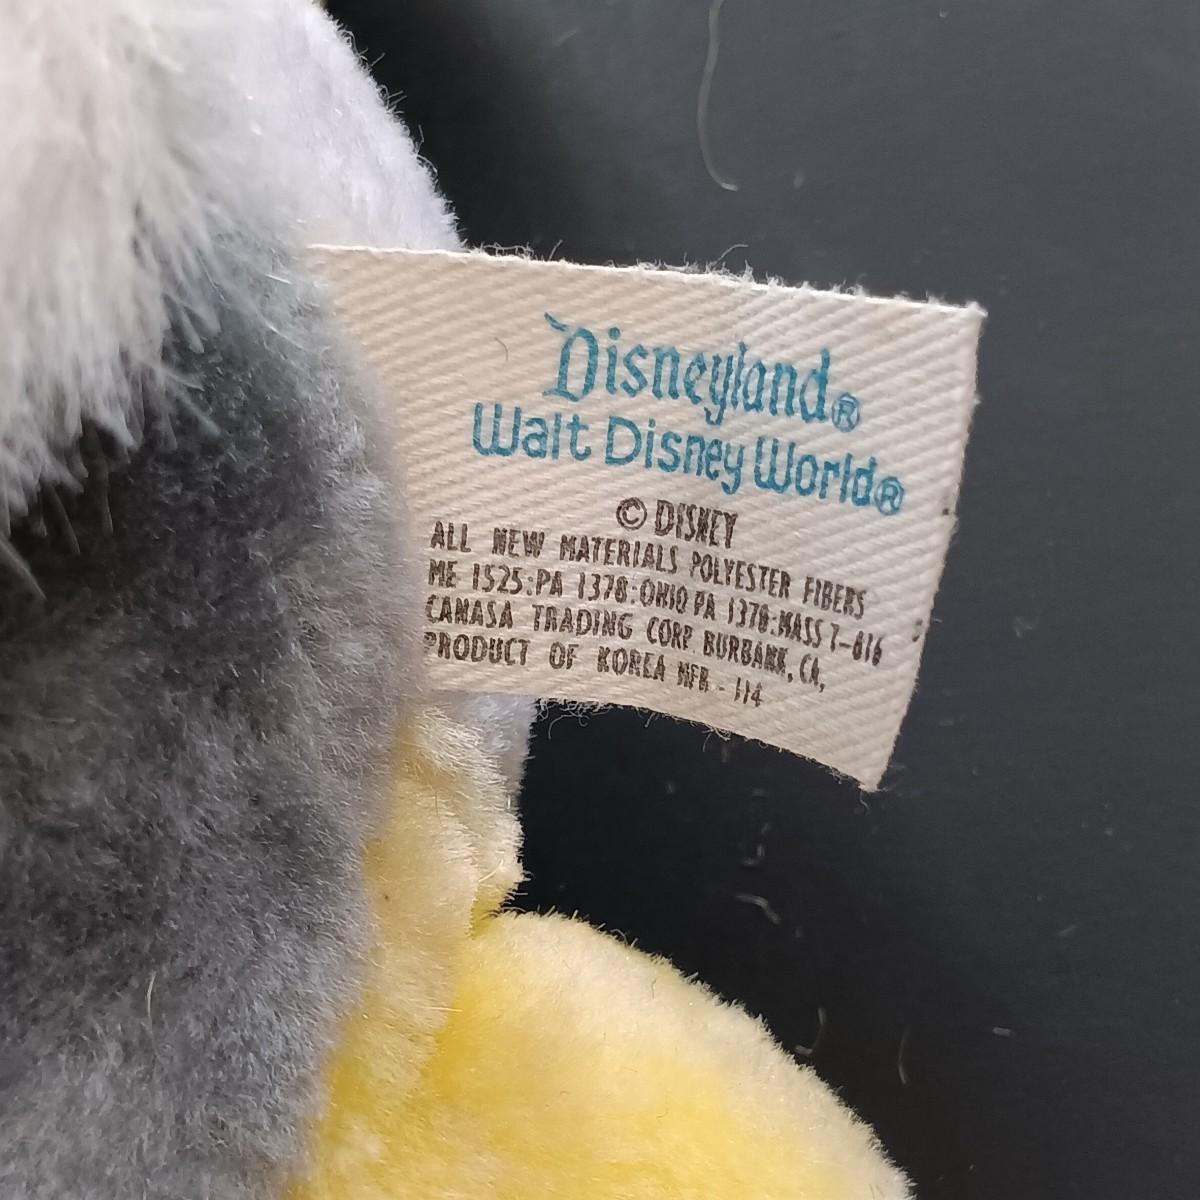 Disneyland®
Walt Disney World®
© DISNEY
ALL NEW MATERIALS POLYESTER FIBERS
ME 1525:PA 1378:OHIO PA 1378:MASS T-816
CANASA TRADING CORP BURBANK, CA,
PRODUCT OF KOREA MFR - 114